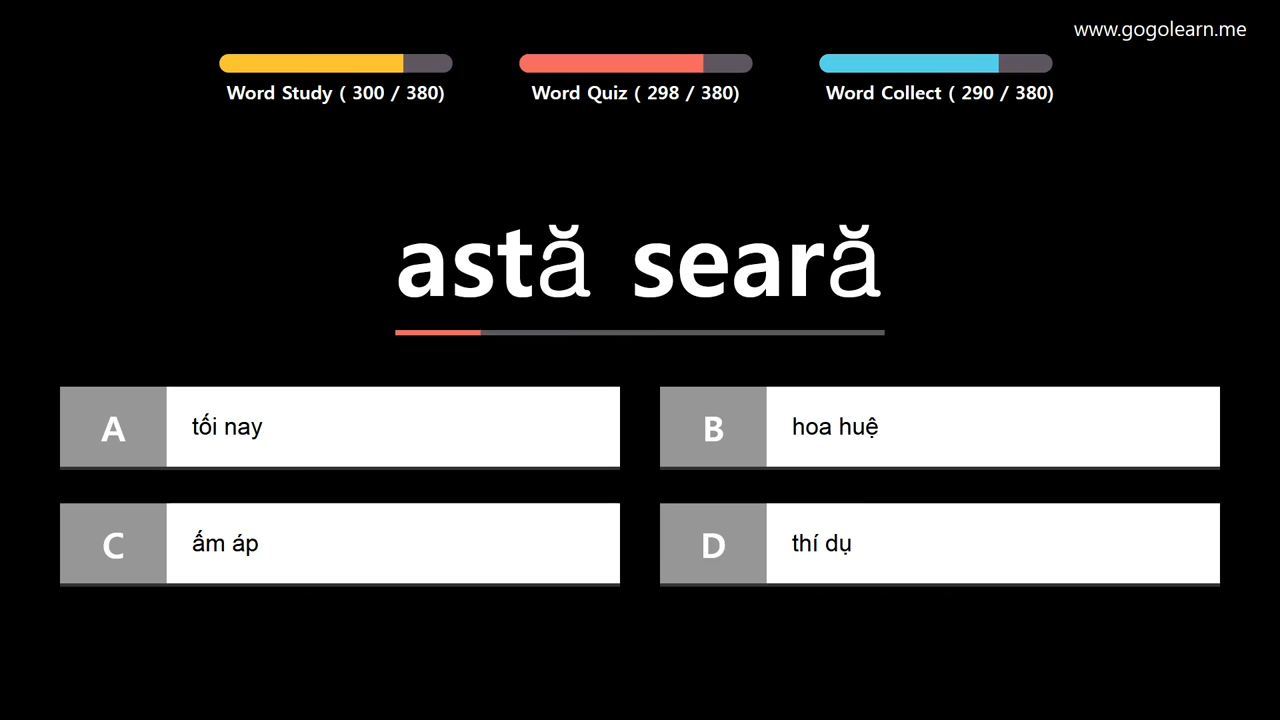 www.gogolearn.me
Word Study ( 300 / 380)
Word Quiz ( 298 / 380)
Word Collect ( 290 / 380)
astă seară
A tối nay
B hoa huệ
C ấm áp
D thí dụ